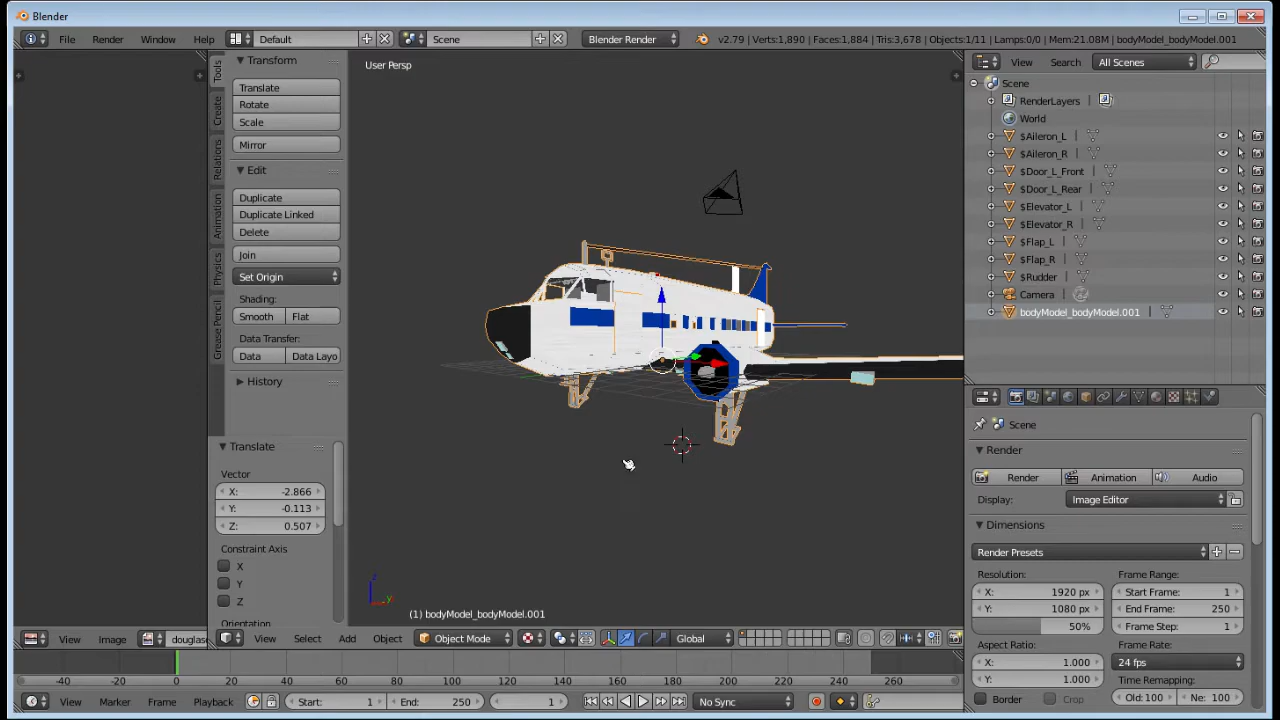 Blender
File Render Window Help Default Scene Blender Render v2.79 | Verts:1,890 | Faces:1,884 | Tris:3,678 | Objects:1/11 | Lamps:0/0 | Mem:21.08M | bodyModel_bodyModel.001
Tools
Create
Relations
Animation
Physics
Grease Pencil
Transform
Translate
Rotate
Scale
Mirror
Edit
Duplicate
Duplicate Linked
Delete
Join
Set Origin
Shading:
Smooth Flat
Data Transfer:
Data Data Layo
History
Translate
Vector
X: -2.866
Y: -0.113
Z: 0.507
Constraint Axis
X
Y
Z
Orientation
User Persp
z
y
(1) bodyModel_bodyModel.001
View Search All Scenes
Scene
RenderLayers
World
$Aileron_L
$Aileron_R
$Door_L_Front
$Door_L_Rear
$Elevator_L
$Elevator_R
$Flap_L
$Flap_R
$Rudder
Camera
bodyModel_bodyModel.001
Scene
Render
Render Animation Audio
Display: Image Editor
Dimensions
Render Presets
Resolution: Frame Range:
X: 1920 px Start Frame: 1
Y: 1080 px End Frame: 250
50% Frame Step: 1
Aspect Ratio: Frame Rate:
X: 1.000 24 fps
Y: 1.000 Time Remapping:
Border Crop Old:100 Ne: 100
View Image douglase
View Select Add Object Object Mode Global
-40 -20 0 20 40 60 80 100 120 140 160 180 200 220 240 260
View Marker Frame Playback Start: 1 End: 250 1 No Sync